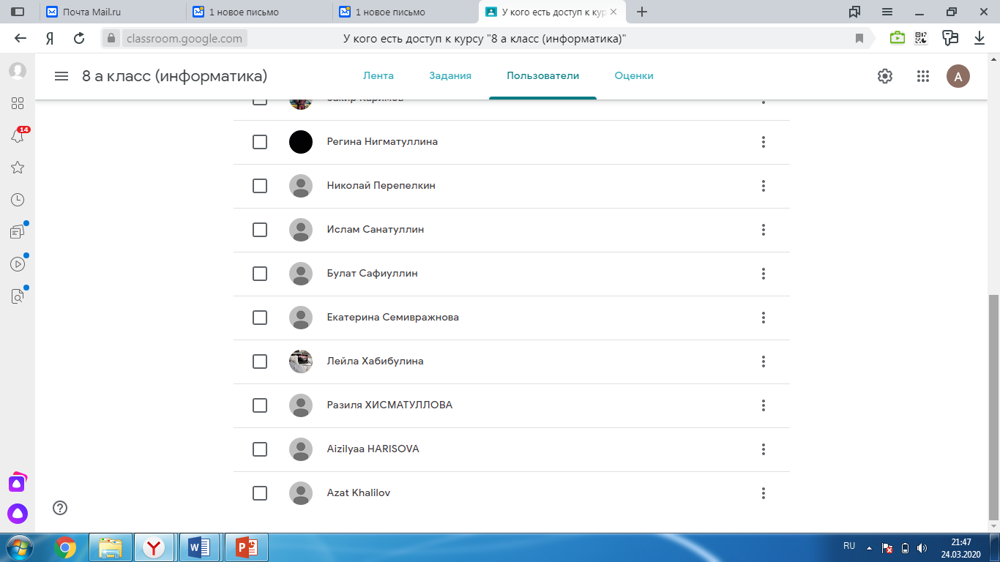 Почта Mail.ru
1 новое письмо
1 новое письмо
У кого есть доступ к кур
classroom.google.com
У кого есть доступ к курсу "8 а класс (информатика)"
8 а класс (информатика)
Лента
Задания
Пользователи
Оценки
A
14
Закир Каримов
Регина Нигматуллина
Николай Перепелкин
Ислам Санатуллин
Булат Сафиуллин
Екатерина Семивражнова
Лейла Хабибулина
Разиля ХИСМАТУЛЛОВА
Aizilyaa HARISOVA
Azat Khalilov
RU
21:47
24.03.2020